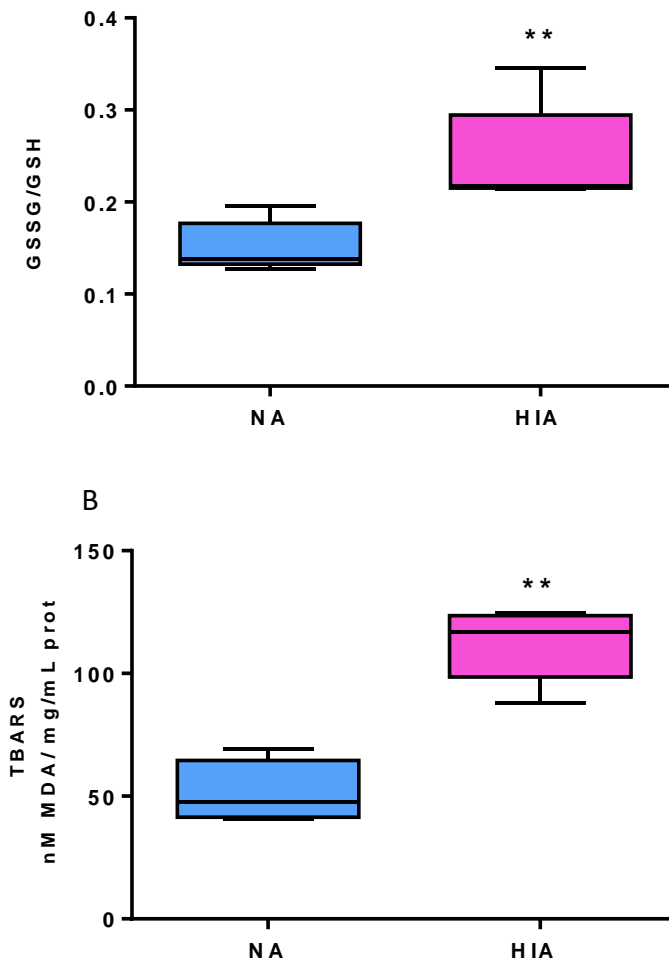 0.4
**
0.3
GSSG/GSH
0.2
0.1
0.0
NA
HIA
B
150
**
100
TBARS
nM MDA/mg/mL prot
50
0
NA
HIA